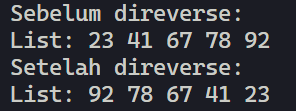 Sebelum direverse:
List: 23 41 67 78 92
Setelah direverse:
List: 92 78 67 41 23